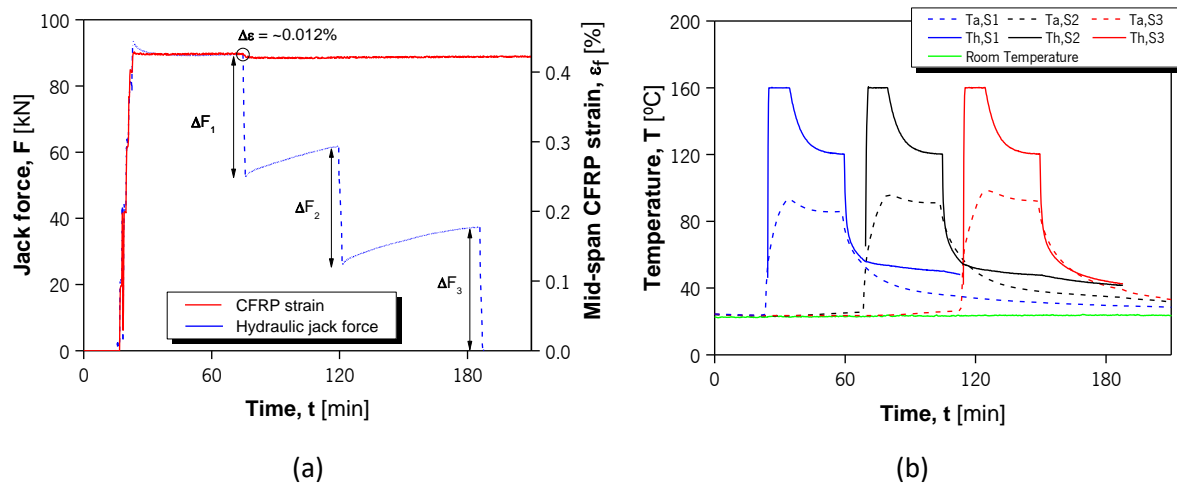 100
90
80
60
40
20
0
0
60
120
180
0.4
0.3
0.2
0.1
0.0
Jack force, F [kN]
Mid-span CFRP strain, εf [%]
Time, t [min]
Δε = ~0.012%
ΔF1
ΔF2
ΔF3
CFRP strain
Hydraulic jack force
(a)
Ta,S1 Ta,S2 Ta,S3
Th,S1 Th,S2 Th,S3
Room Temperature
200
160
120
80
40
0
0
60
120
180
Temperature, T [ºC]
Time, t [min]
(b)